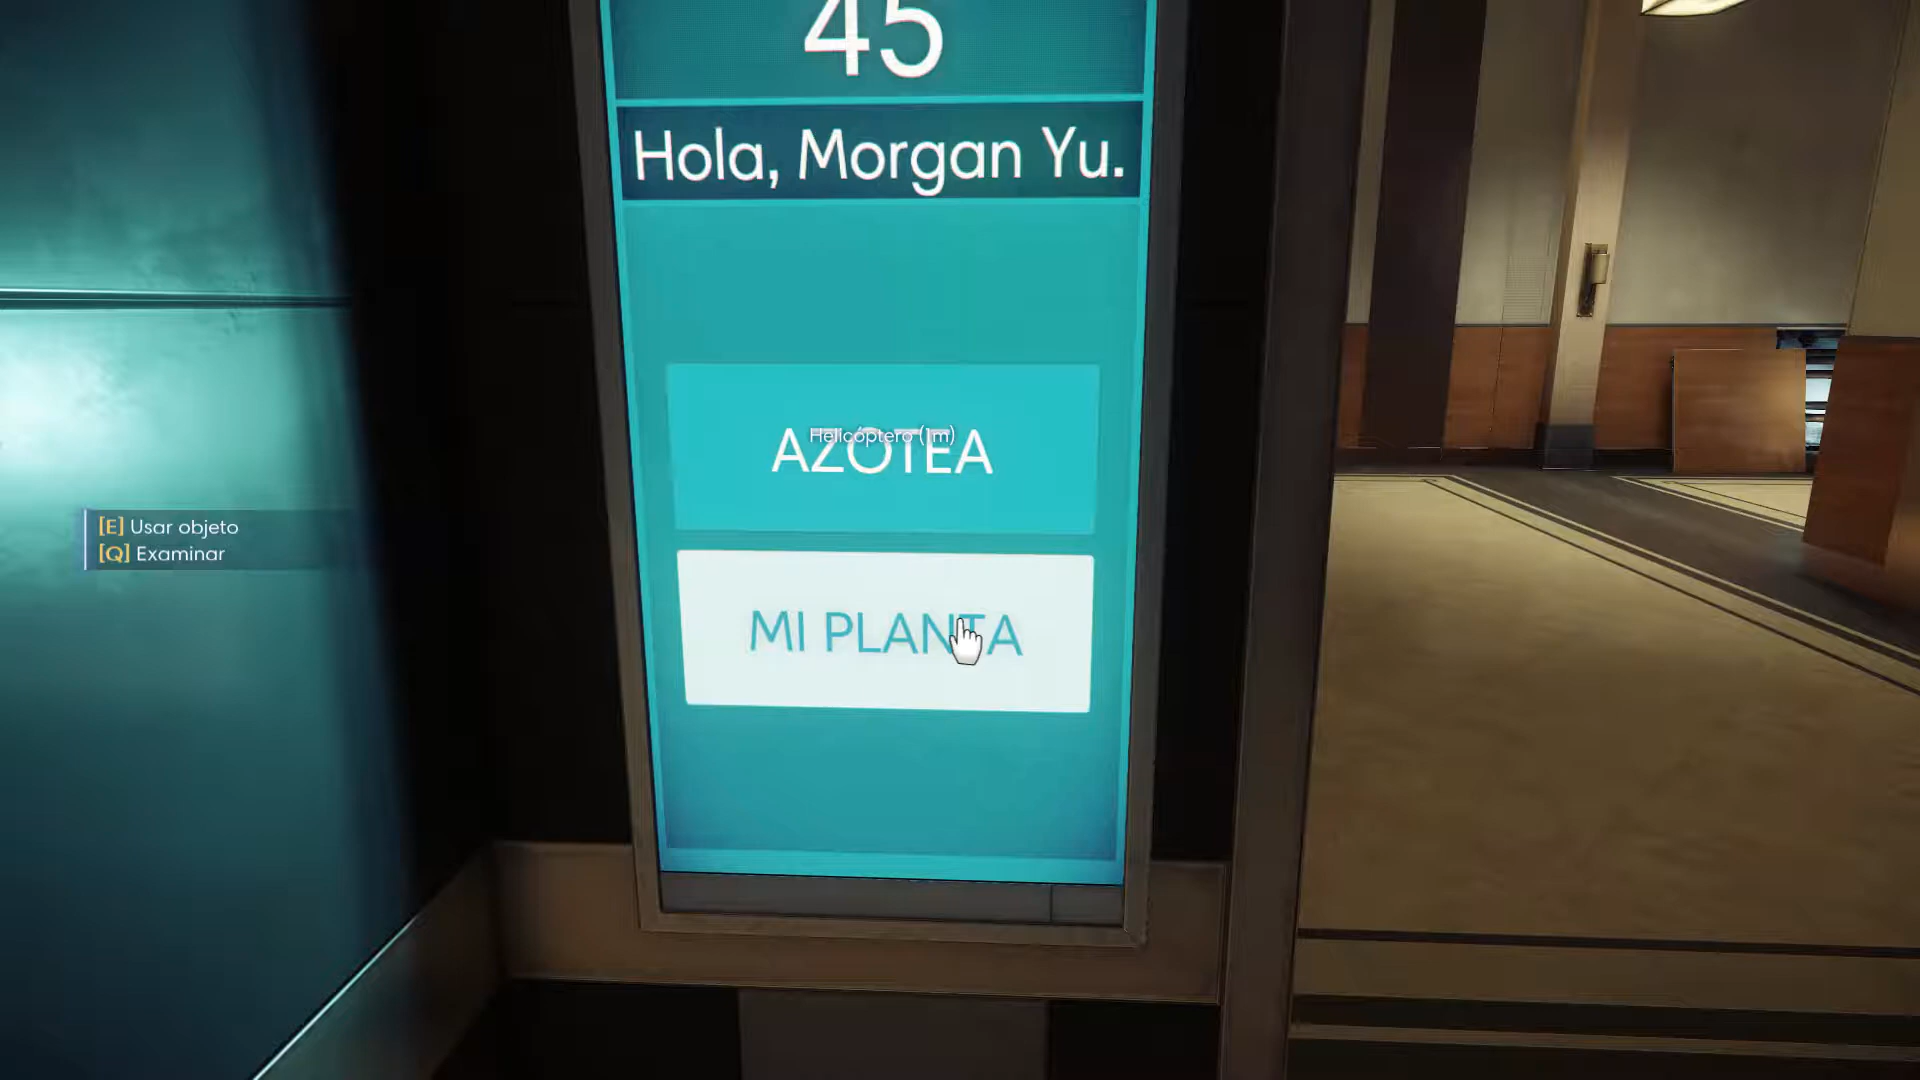 45
Hola, Morgan Yu.
Helicóptero (1m)
AZOTEA
[E] Usar objeto
[Q] Examinar
MI PLANTA